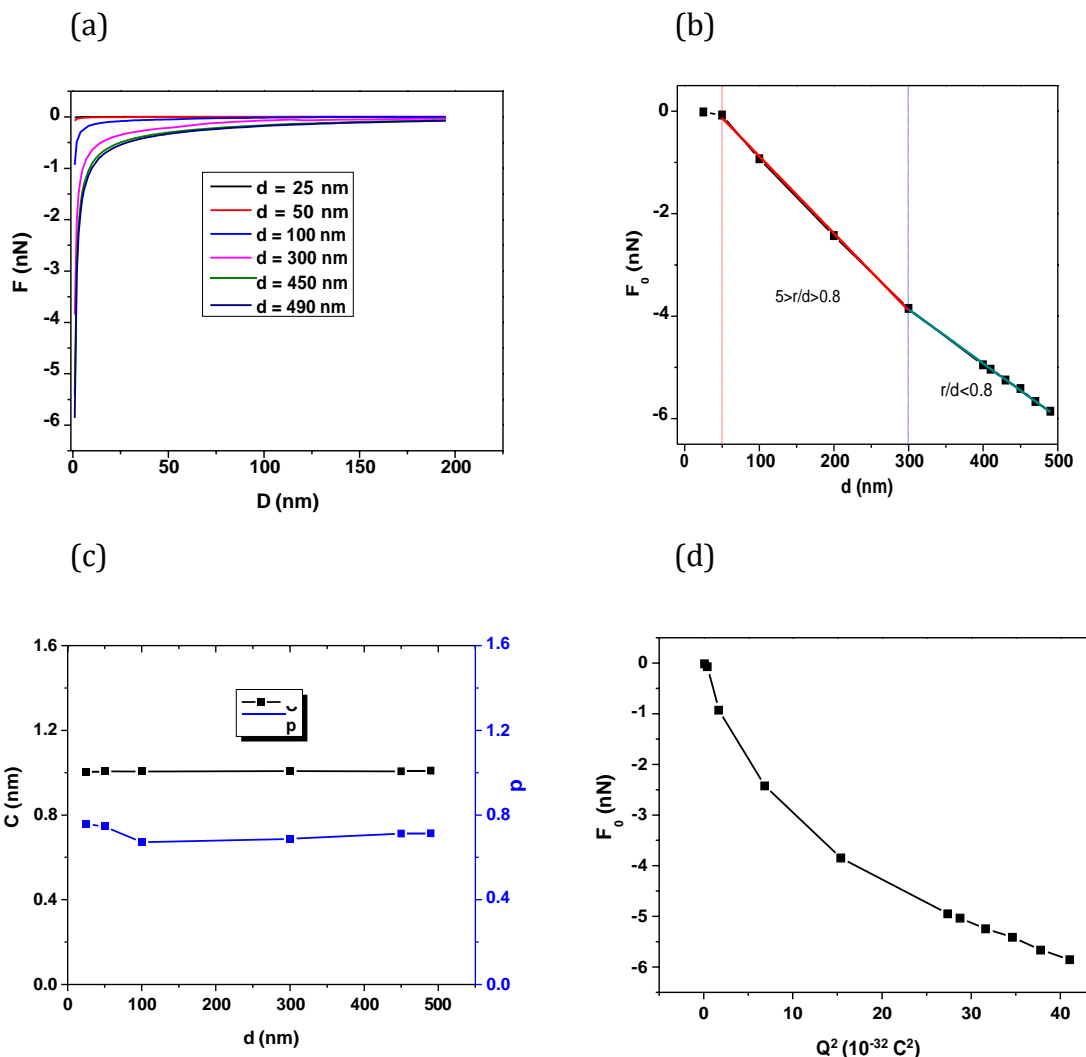 (a)
0
-1
-2
-3
-4
-5
-6
F (nN)
0 50 100 150 200
D (nm)
d = 25 nm
d = 50 nm
d = 100 nm
d = 300 nm
d = 450 nm
d = 490 nm
(b)
0
-2
-4
-6
F0 (nN)
5>r/d>0.8
r/d<0.8
0 100 200 300 400 500
d (nm)
(c)
1.6
1.2
0.8
0.4
0.0
C (nm)
p
1.6
1.2
0.8
0.4
0.0
p
0 100 200 300 400 500
d (nm)
(d)
0
-1
-2
-3
-4
-5
-6
F0 (nN)
0 10 20 30 40
Q² (10⁻³² C²)